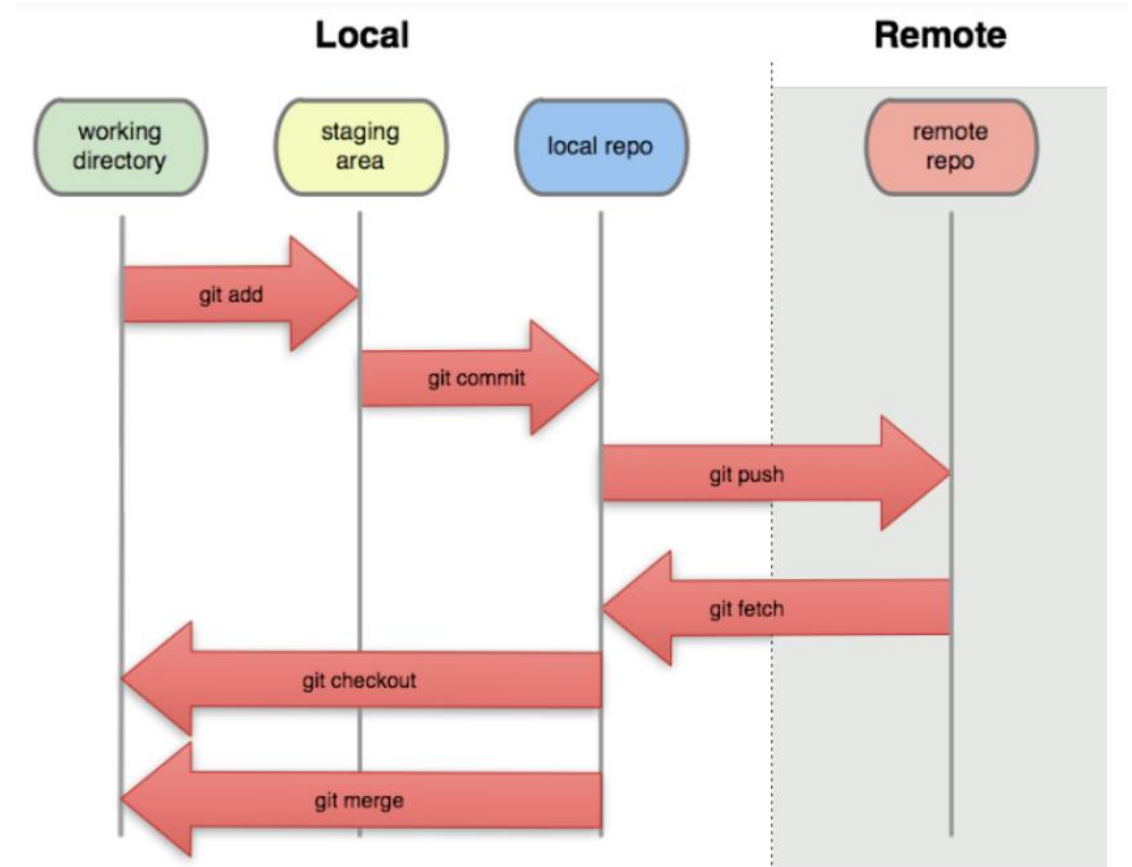 Local
Remote
working
directory
staging
area
local repo
remote
repo
git add
git commit
git push
git fetch
git checkout
git merge